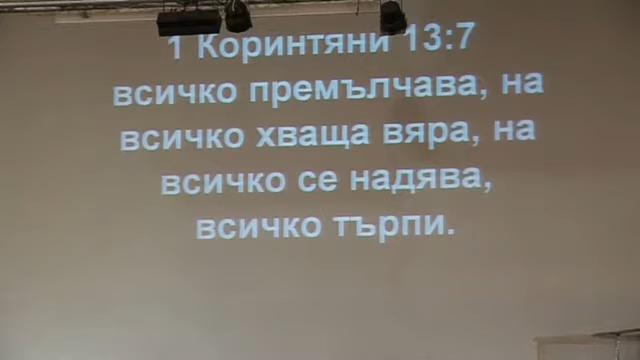 1 Коринтяни 13:7
всичко премълчава, на
всичко хваща вяра, на
всичко се надява,
всичко търпи.